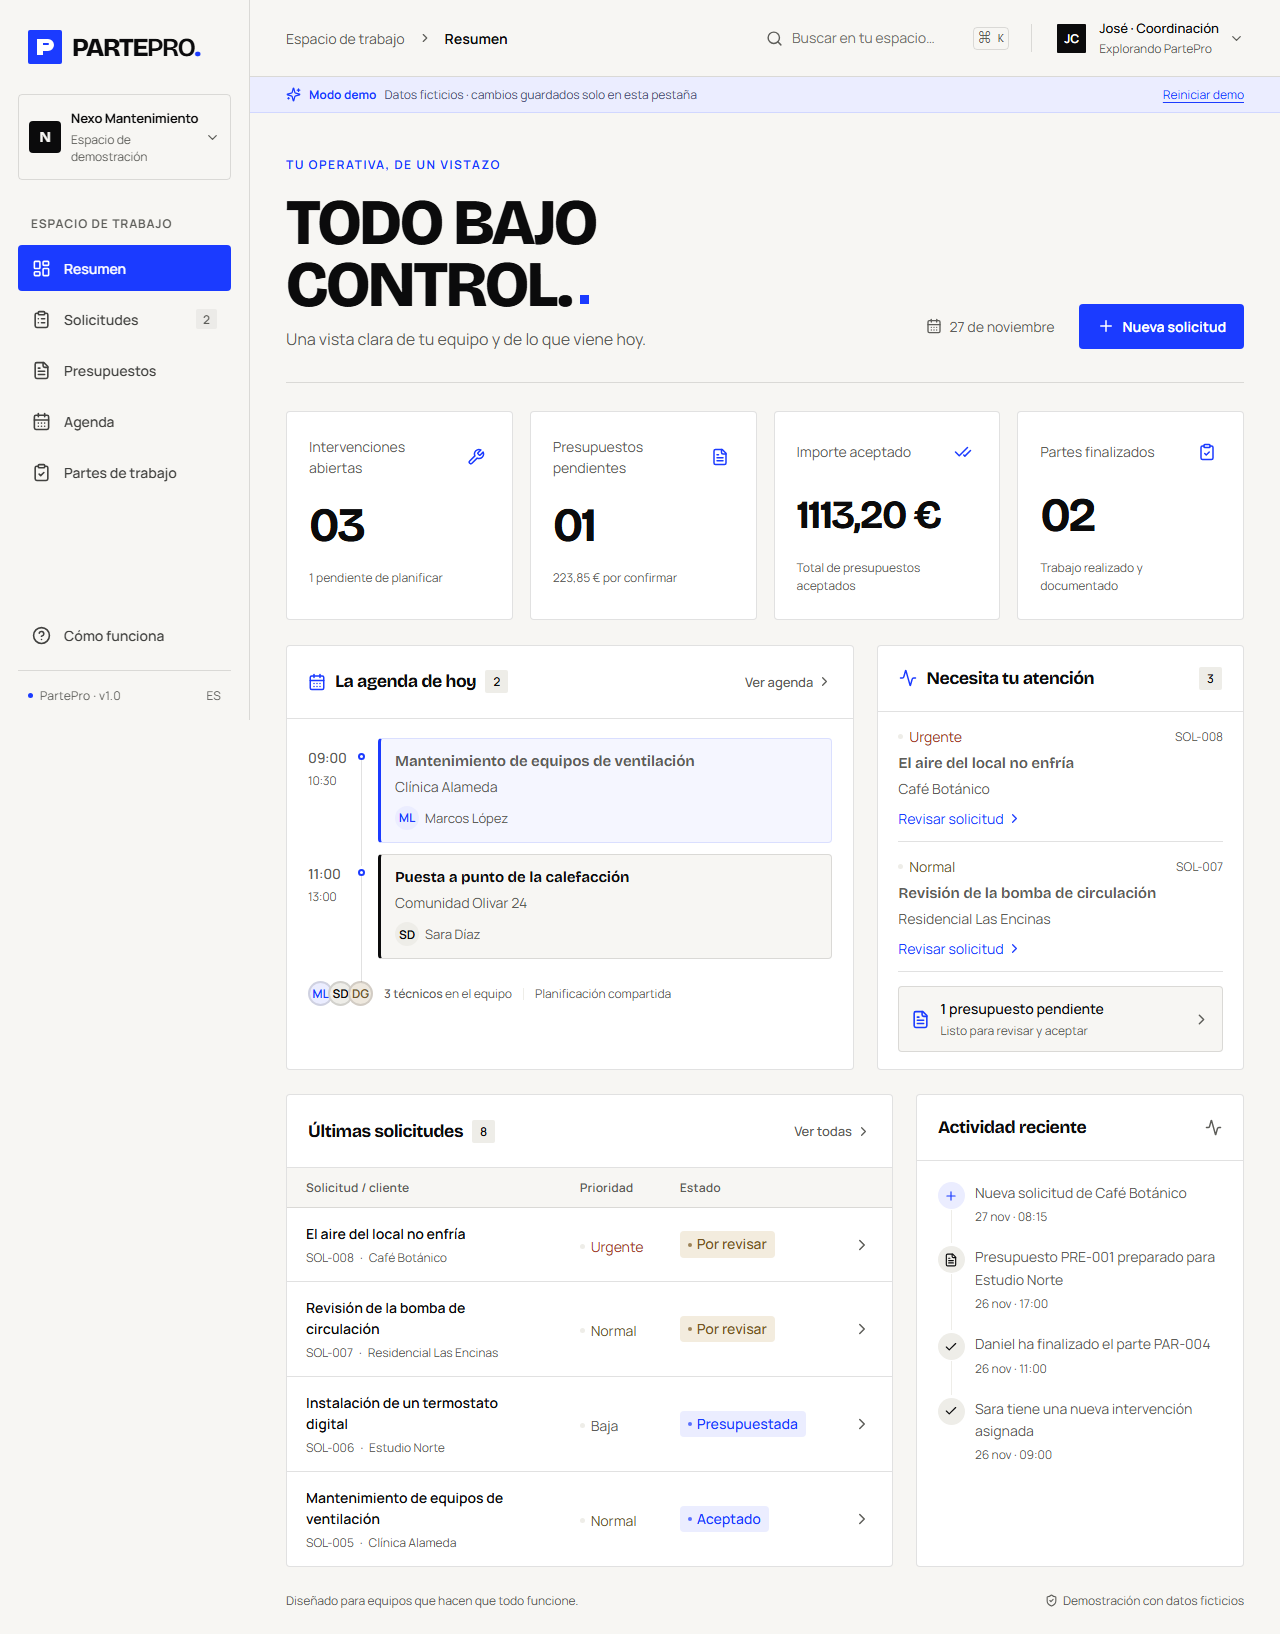 PARTEPRO.
N
Nexo Mantenimiento
Espacio de
demostración
ESPACIO DE TRABAJO
Resumen
Solicitudes 2
Presupuestos
Agenda
Partes de trabajo
Cómo funciona
PartePro · v1.0 ES
Espacio de trabajo > Resumen
Buscar en tu espacio... ⌘ K
JC
José · Coordinación
Explorando PartePro
Modo demo Datos ficticios · cambios guardados solo en esta pestaña
Reiniciar demo
TU OPERATIVA, DE UN VISTAZO
TODO BAJO
CONTROL.
Una vista clara de tu equipo y de lo que viene hoy.
27 de noviembre
+ Nueva solicitud
Intervenciones
abiertas
03
1 pendiente de planificar
Presupuestos
pendientes
01
223,85 € por confirmar
Importe aceptado
1113,20 €
Total de presupuestos
aceptados
Partes finalizados
02
Trabajo realizado y
documentado
La agenda de hoy 2
Ver agenda
09:00
10:30
Mantenimiento de equipos de ventilación
Clínica Alameda
ML Marcos López
11:00
13:00
Puesta a punto de la calefacción
Comunidad Olivar 24
SD Sara Díaz
ML SD DG 3 técnicos en el equipo Planificación compartida
Necesita tu atención 3
Urgente SOL-008
El aire del local no enfría
Café Botánico
Revisar solicitud
Normal SOL-007
Revisión de la bomba de circulación
Residencial Las Encinas
Revisar solicitud
1 presupuesto pendiente
Listo para revisar y aceptar
Últimas solicitudes 8
Ver todas
Solicitud / cliente Prioridad Estado
El aire del local no enfría
SOL-008 · Café Botánico
Urgente
Por revisar
Revisión de la bomba de
circulación
SOL-007 · Residencial Las Encinas
Normal
Por revisar
Instalación de un termostato
digital
SOL-006 · Estudio Norte
Baja
Presupuestada
Mantenimiento de equipos de
ventilación
SOL-005 · Clínica Alameda
Normal
Aceptado
Actividad reciente
Nueva solicitud de Café Botánico
27 nov · 08:15
Presupuesto PRE-001 preparado para
Estudio Norte
26 nov · 17:00
Daniel ha finalizado el parte PAR-004
26 nov · 11:00
Sara tiene una nueva intervención
asignada
26 nov · 09:00
Diseñado para equipos que hacen que todo funcione.
Demostración con datos ficticios